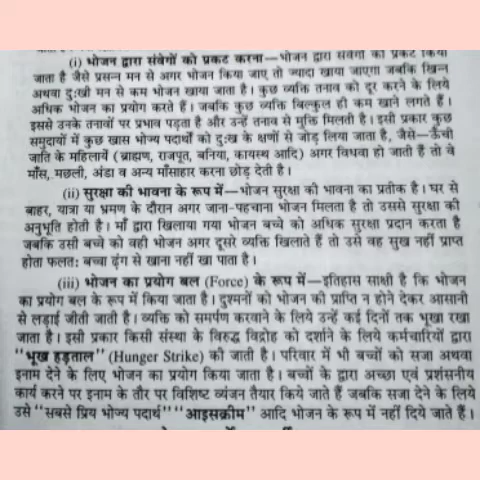 (i) भोजन द्वारा संवेगों को प्रकट करना—भोजन द्वारा संवेगों को प्रकट किया
जाता है जैसे प्रसन्न मन से अगर भोजन किया जाए तो ज्यादा खाया जाएगा जबकि खिन्न
अथवा दुःखी मन से कम भोजन खाया जाता है। कुछ व्यक्ति तनाव को दूर करने के लिये
अधिक भोजन का प्रयोग करते हैं। जबकि कुछ व्यक्ति बिल्कुल ही कम खाने लगते हैं।
इससे उनके तनावों पर प्रभाव पड़ता है और उन्हें तनाव से मुक्ति मिलती है। इसी प्रकार कुछ
समुदायों में कुछ खास भोज्य पदार्थों को दुःख के क्षणों से जोड़ लिया जाता है, जैसे—ऊँची
जाति के महिलायें (ब्राह्मण, राजपूत, बनिया, कायस्थ आदि) अगर विधवा हो जाती हैं तो वे
माँस, मछली, अंडा व अन्य माँसाहार करना छोड़ देती है।
(ii) सुरक्षा की भावना के रूप में—भोजन सुरक्षा की भावना का प्रतीक है। घर से
बाहर, यात्रा या भ्रमण के दौरान अगर जाना-पहचाना भोजन मिलता है तो उससे सुरक्षा की
अनुभूति होती है। माँ द्वारा खिलाया गया भोजन बच्चे को अधिक सुरक्षा प्रदान करता है
जबकि उसी बच्चे को वही भोजन अगर दूसरे व्यक्ति खिलाते हैं तो उसे वह सुख नहीं प्राप्त
होता फलतः बच्चा ढ़ंग से खाना नहीं खा पाता है।
(iii) भोजन का प्रयोग बल (Force) के रूप में—इतिहास साक्षी है कि भोजन
का प्रयोग बल के रूप में किया जाता है। दुश्मनों को भोजन की प्राप्ति न होने देकर आसानी
से लड़ाई जीती जाती है। व्यक्ति को समर्पण करवाने के लिये उन्हें कई दिनों तक भूखा रखा
जाता है। इसी प्रकार किसी संस्था के विरुद्ध विद्रोह को दर्शाने के लिये कर्मचारियों द्वारा
"भूख हड़ताल" (Hunger Strike) की जाती है। परिवार में भी बच्चों को सजा अथवा
इनाम देने के लिए भोजन का प्रयोग किया जाता है। बच्चों के द्वारा अच्छा एवं प्रशंसनीय
कार्य करने पर इनाम के तौर पर विशिष्ट व्यंजन तैयार किये जाते हैं जबकि सजा देने के लिये
उसे "सबसे प्रिय भोज्य पदार्थ" "आइसक्रीम" आदि भोजन के रूप में नहीं दिये जाते हैं।